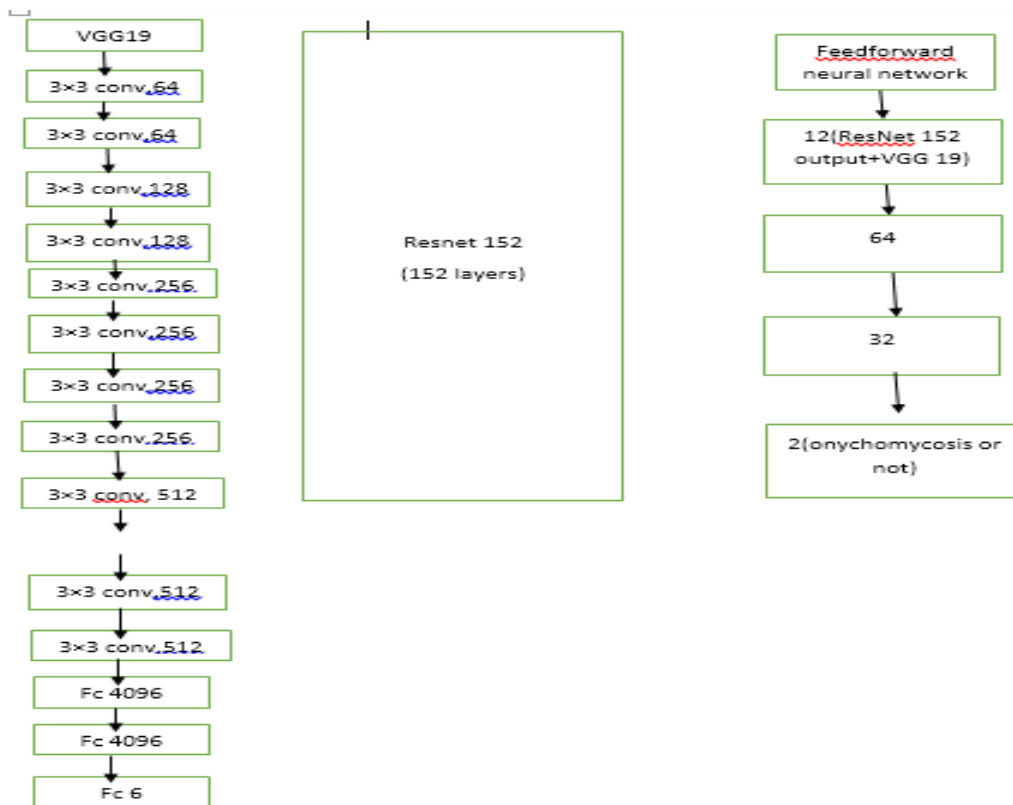 VGG19
3×3 conv,64
3×3 conv,64
3×3 conv,128
3×3 conv,128
3×3 conv,256
3×3 conv,256
3×3 conv,256
3×3 conv,256
3×3 conv, 512
3×3 conv,512
3×3 conv,512
Fc 4096
Fc 4096
Fc 6
Resnet 152
(152 layers)
Feedforward
neural network
12(ResNet 152
output+VGG 19)
64
32
2(onychomycosis or
not)